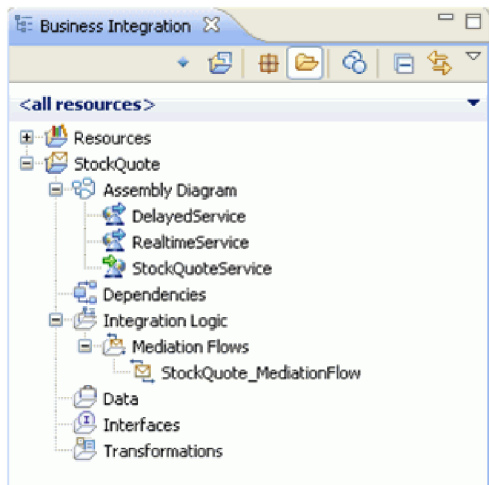 Business Integration
<all resources>
Resources
StockQuote
Assembly Diagram
DelayedService
RealtimeService
StockQuoteService
Dependencies
Integration Logic
Mediation Flows
StockQuote_MediationFlow
Data
Interfaces
Transformations